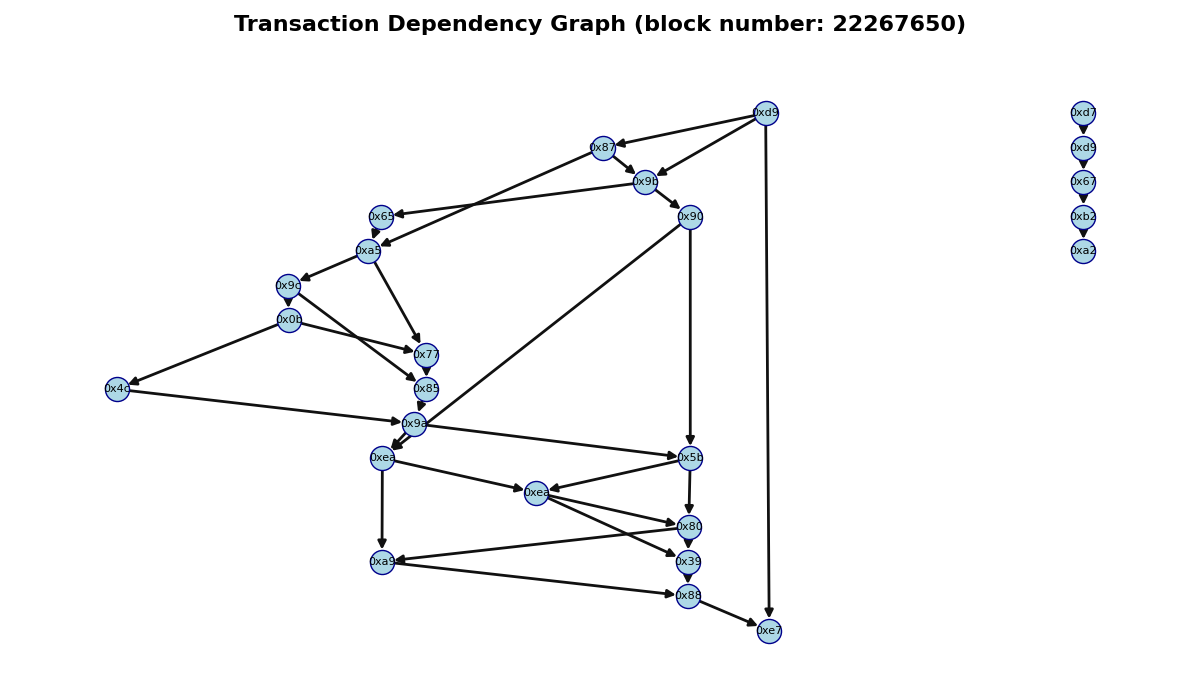 Transaction Dependency Graph (block number: 22267650)
0xd9
0xd7
0x87
0xd9
0x9b
0x67
0x65
0x90
0xb2
0xa5
0xa2
0x9c
0x0b
0x77
0x4c
0x85
0x9a
0xea
0x5b
0xea
0x80
0xa9
0x39
0x88
0xe7